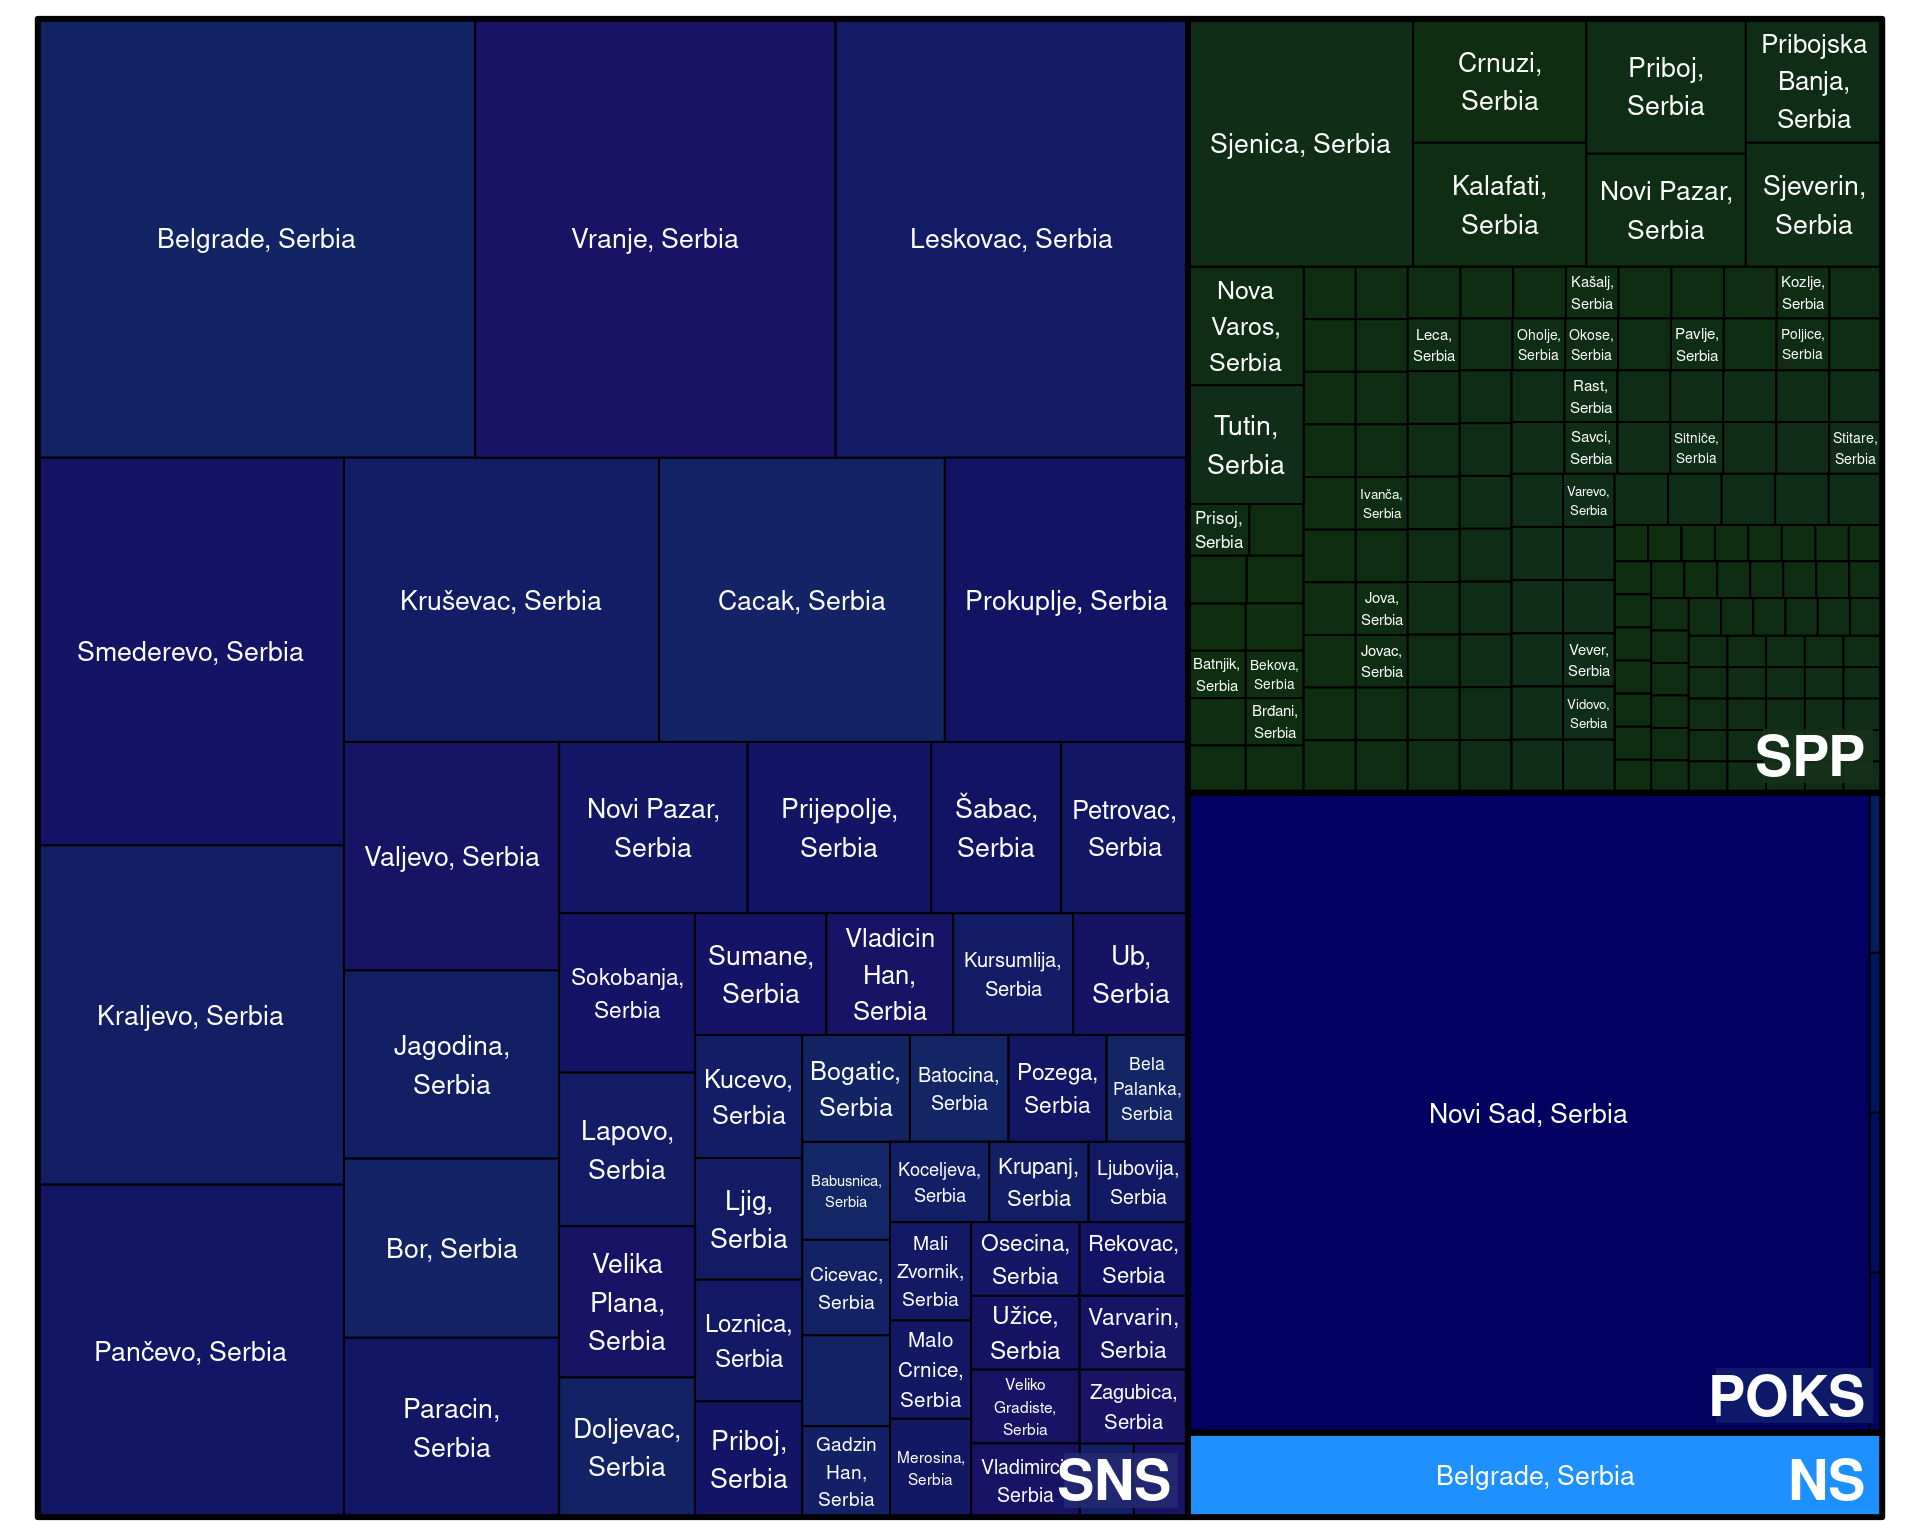 Belgrade, Serbia
Vranje, Serbia
Leskovac, Serbia
Smederevo, Serbia
Kruševac, Serbia
Cacak, Serbia
Prokuplje, Serbia
Kraljevo, Serbia
Pančevo, Serbia
Valjevo, Serbia
Jagodina,
Serbia
Bor, Serbia
Paracin,
Serbia
Novi Pazar,
Serbia
Prijepolje,
Serbia
Šabac,
Serbia
Petrovac,
Serbia
Sokobanja,
Serbia
Lapovo,
Serbia
Velika
Plana,
Serbia
Doljevac,
Serbia
Sumane,
Serbia
Vladicin
Han,
Serbia
Kursumlija,
Serbia
Ub,
Serbia
Kucevo,
Serbia
Ljig,
Serbia
Loznica,
Serbia
Priboj,
Serbia
Bogatic,
Serbia
Batocina,
Serbia
Pozega,
Serbia
Bela
Palanka,
Serbia
Babusnica,
Serbia
Cicevac,
Serbia
Gadzin
Han,
Serbia
Koceljeva,
Serbia
Krupanj,
Serbia
Ljubovija,
Serbia
Mali
Zvornik,
Serbia
Malo
Crnice,
Serbia
Merosina,
Serbia
Osecina,
Serbia
Rekovac,
Serbia
Užice,
Serbia
Varvarin,
Serbia
Veliko
Gradiste,
Serbia
Zagubica,
Serbia
Vladimirci
Serbia
SNS
Sjenica, Serbia
Crnuzi,
Serbia
Kalafati,
Serbia
Priboj,
Serbia
Novi Pazar,
Serbia
Pribojska
Banja,
Serbia
Sjeverin,
Serbia
Nova
Varos,
Serbia
Tutin,
Serbia
Prisoj,
Serbia
Batnjik,
Serbia
Bekova,
Serbia
Brđani,
Serbia
Ivanča,
Serbia
Jova,
Serbia
Jovac,
Serbia
Leca,
Serbia
Oholje,
Serbia
Kašalj,
Serbia
Okose,
Serbia
Rast,
Serbia
Savci,
Serbia
Varevo,
Serbia
Vever,
Serbia
Vidovo,
Serbia
Pavlje,
Serbia
Sitniče,
Serbia
Kozlje,
Serbia
Poljice,
Serbia
Stitare,
Serbia
SPP
Novi Sad, Serbia
POKS
Belgrade, Serbia
NS